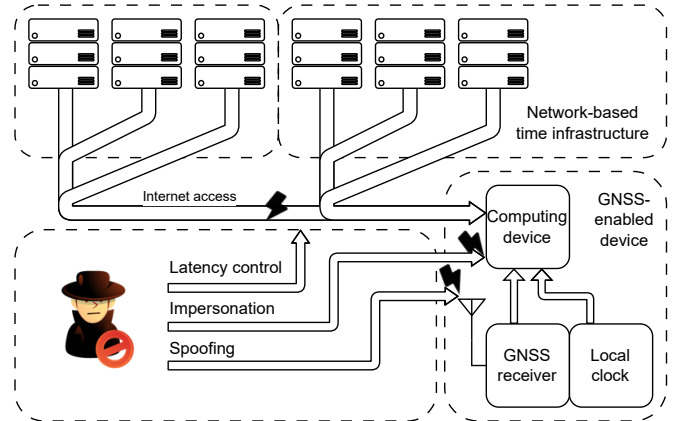 Network-based
time infrastructure
Internet access
Computing
device
GNSS-
enabled
device
Latency control
Impersonation
Spoofing
GNSS
receiver
Local
clock